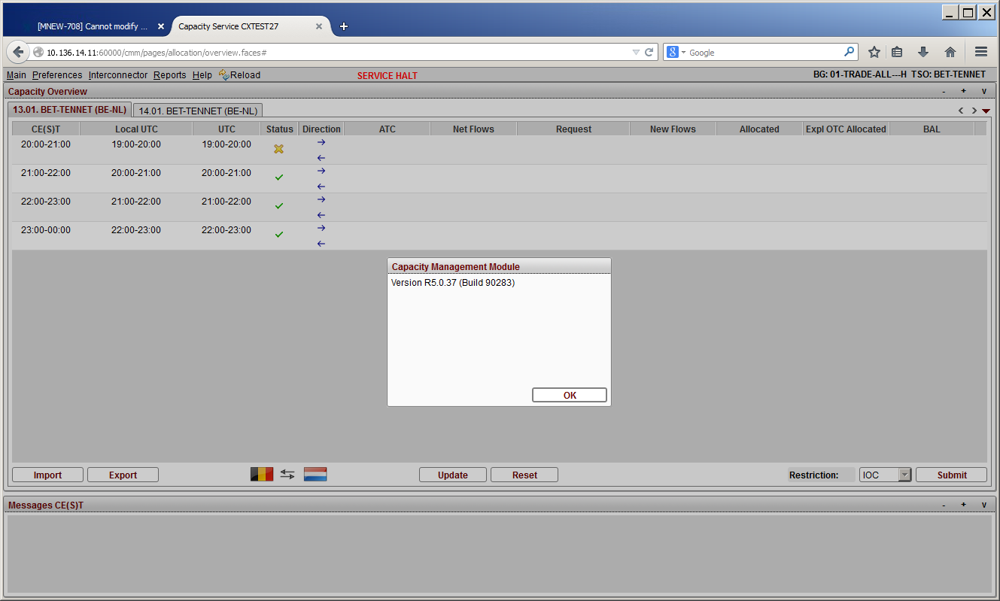 [MNEW-708] Cannot modify ...
Capacity Service CXTEST27
10.136.14.11:60000/cmm/pages/allocation/overview.faces#
8 Google
Main Preferences Interconnector Reports Help Reload
SERVICE HALT
BG: 01-TRADE-ALL---H TSO: BET-TENNET
Capacity Overview
- + v
13.01. BET-TENNET (BE-NL) 14.01. BET-TENNET (BE-NL)
CE(S)T Local UTC UTC Status Direction ATC Net Flows Request New Flows Allocated Expl OTC Allocated BAL
20:00-21:00 19:00-20:00 19:00-20:00
21:00-22:00 20:00-21:00 20:00-21:00
22:00-23:00 21:00-22:00 21:00-22:00
23:00-00:00 22:00-23:00 22:00-23:00
Capacity Management Module
Version R5.0.37 (Build 90283)
OK
Import Export Update Reset Restriction: IOC Submit
Messages CE(S)T
- + v